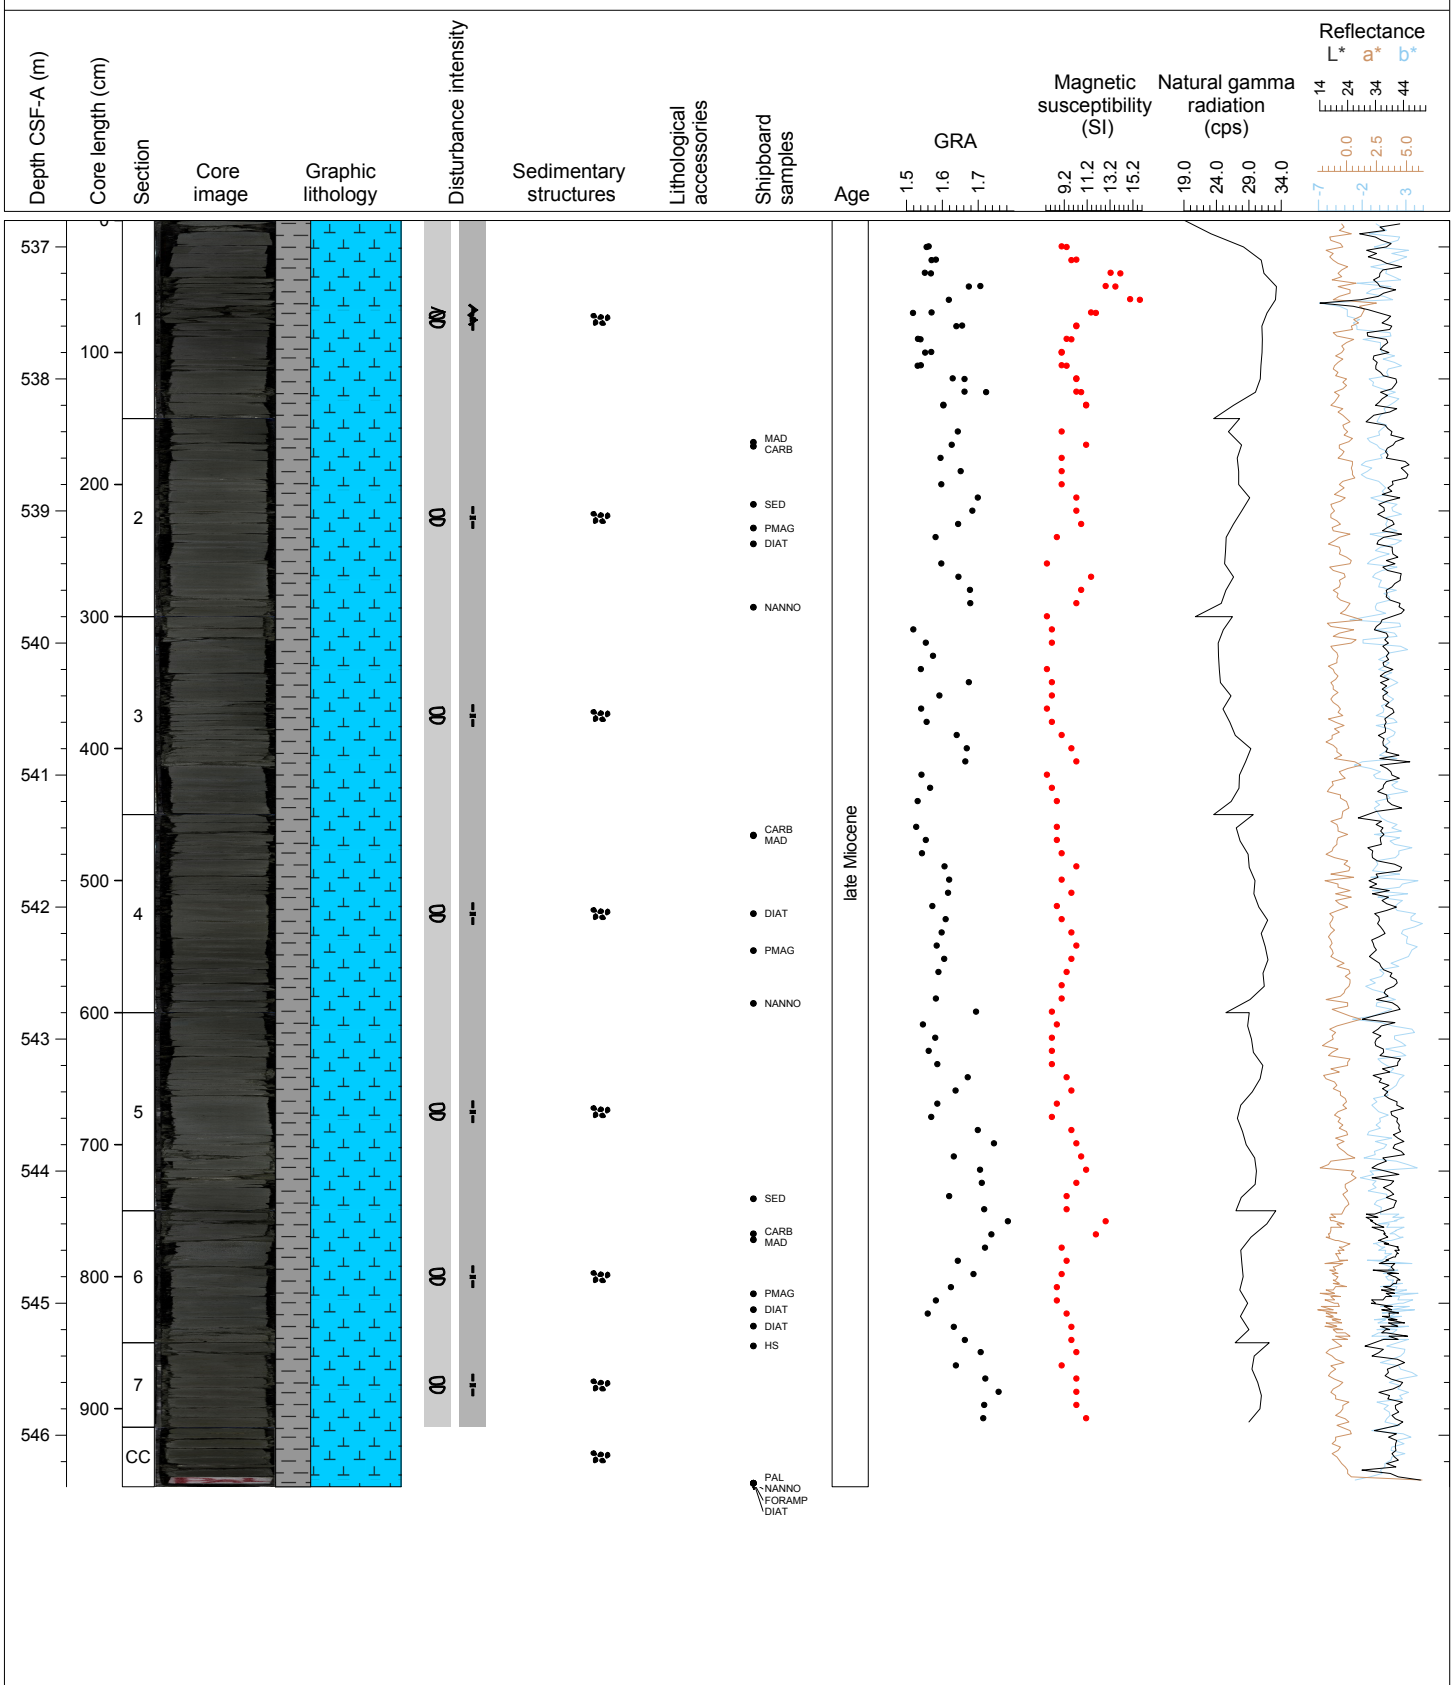 Depth CSF-A (m)
Core length (cm)
Section
Core
image
Graphic
lithology
Disturbance intensity
Sedimentary
structures
Lithological
accessories
Shipboard
samples
Age
GRA
1.5 1.6 1.7
Magnetic
susceptibility
(SI)
9.2 11.2 13.2 15.2
Natural gamma
radiation
(cps)
19.0 24.0 29.0 34.0
Reflectance
L* a* b*
14 24 34 44
0.0 2.5 5.0
-7 -2 3
0
537
1
100
538
MAD
CARB
200
SED
539
2
PMAG
DIAT
NANNO
300
540
3
400
541
CARB
MAD
late Miocene
500
542
4
DIAT
PMAG
NANNO
600
543
5
700
544
SED
CARB
MAD
800
6
PMAG
545
DIAT
DIAT
HS
7
900
546
CC
PAL
NANNO
FORAMP
DIAT